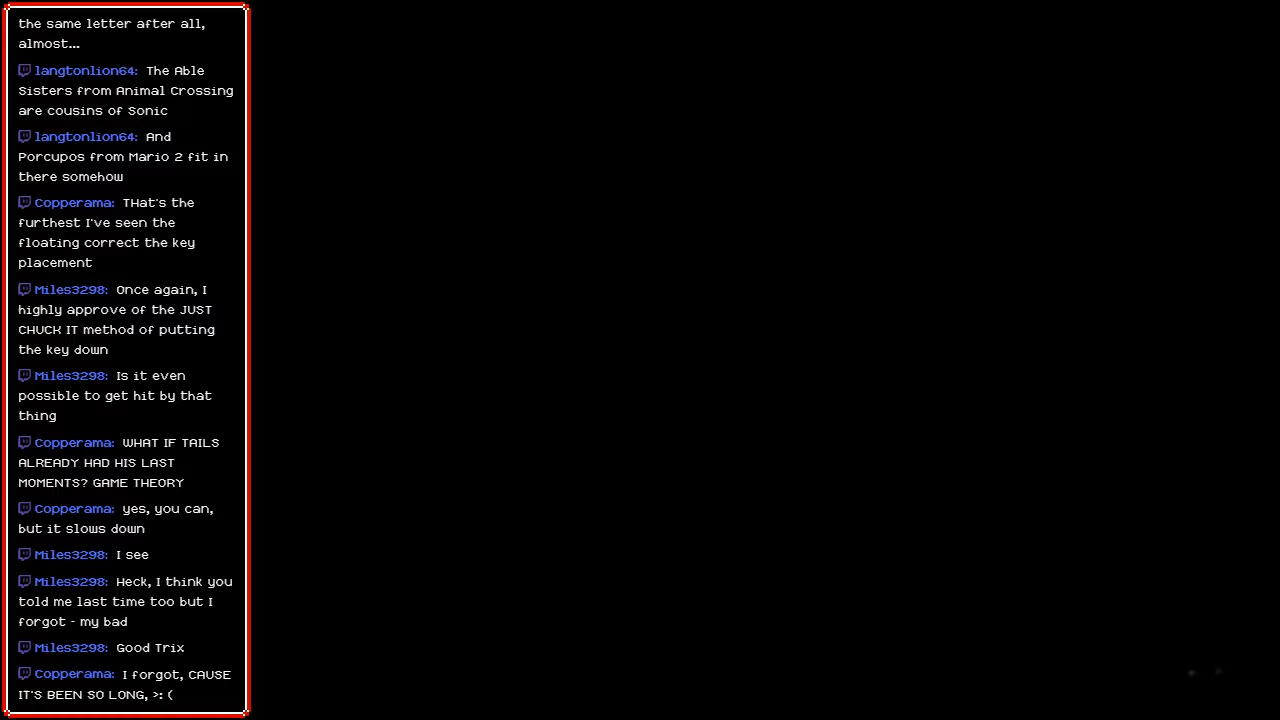 the same letter after all,
almost...
langtonlion64: The Able
Sisters from Animal Crossing
are cousins of Sonic
langtonlion64: And
Porcupos from Mario 2 fit in
there somehow
Copperama: THat's the
furthest I've seen the
floating correct the key
placement
Miles3298: Once again, I
highly approve of the JUST
CHUCK IT method of putting
the key down
Miles3298: Is it even
possible to get hit by that
thing
Copperama: WHAT IF TAILS
ALREADY HAD HIS LAST
MOMENTS? GAME THEORY
Copperama: yes, you can,
but it slows down
Miles3298: I see
Miles3298: Heck, I think you
told me last time too but I
forgot - my bad
Miles3298: Good Trix
Copperama: I forgot, CAUSE
IT'S BEEN SO LONG, >: (